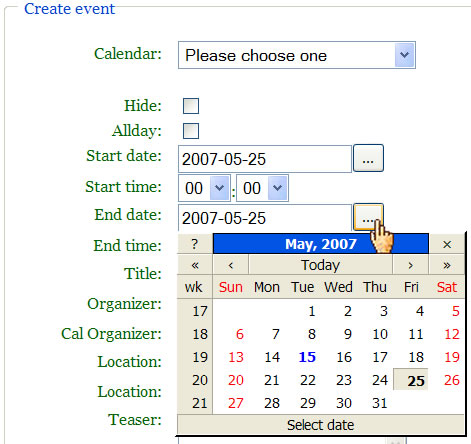 Create event
Calendar: Please choose one
Hide:
Allday:
Start date: 2007-05-25 ...
Start time: 00 : 00
End date: 2007-05-25 ...
End time: ? May, 2007 ×
« ‹ Today › »
Title:
wk Sun Mon Tue Wed Thu Fri Sat
Organizer: 17 1 2 3 4 5
Cal Organizer: 18 6 7 8 9 10 11 12
Location: 19 13 14 15 16 17 18 19
Location: 20 20 21 22 23 24 25 26
21 27 28 29 30 31
Teaser: Select date